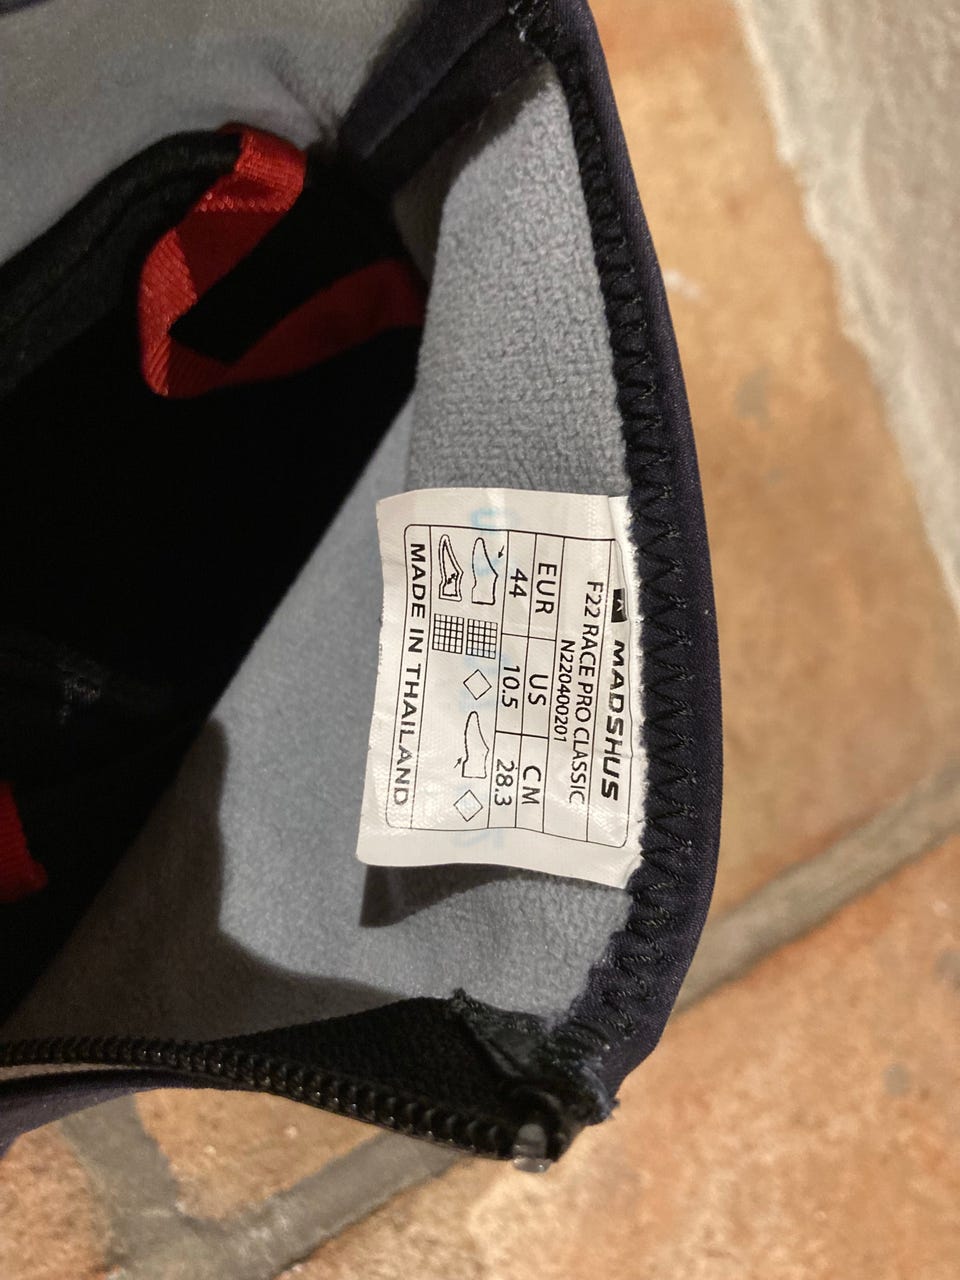 MADSHUS
F22 RACE PRO CLASSIC
N220400201
EUR US CM
44 10.5 28.3
MADE IN THAILAND